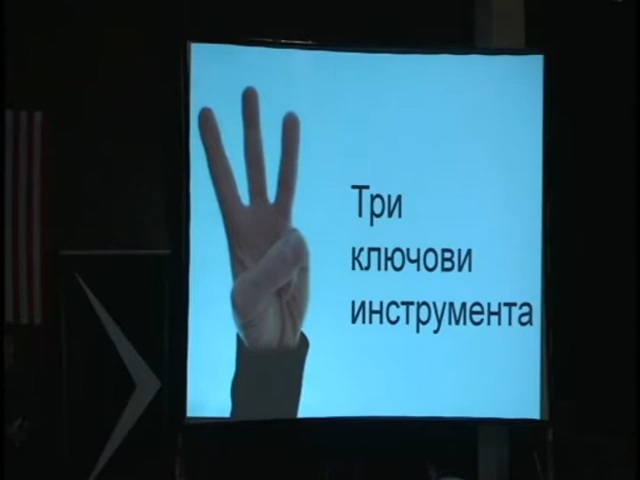 Три
ключови
инструмента